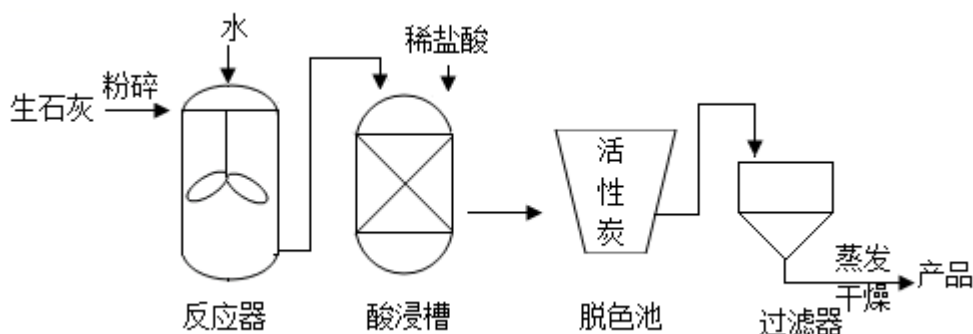 水
稀盐酸
生石灰
粉碎
活
性
炭
蒸发
干燥
产品
反应器
酸浸槽
脱色池
过滤器